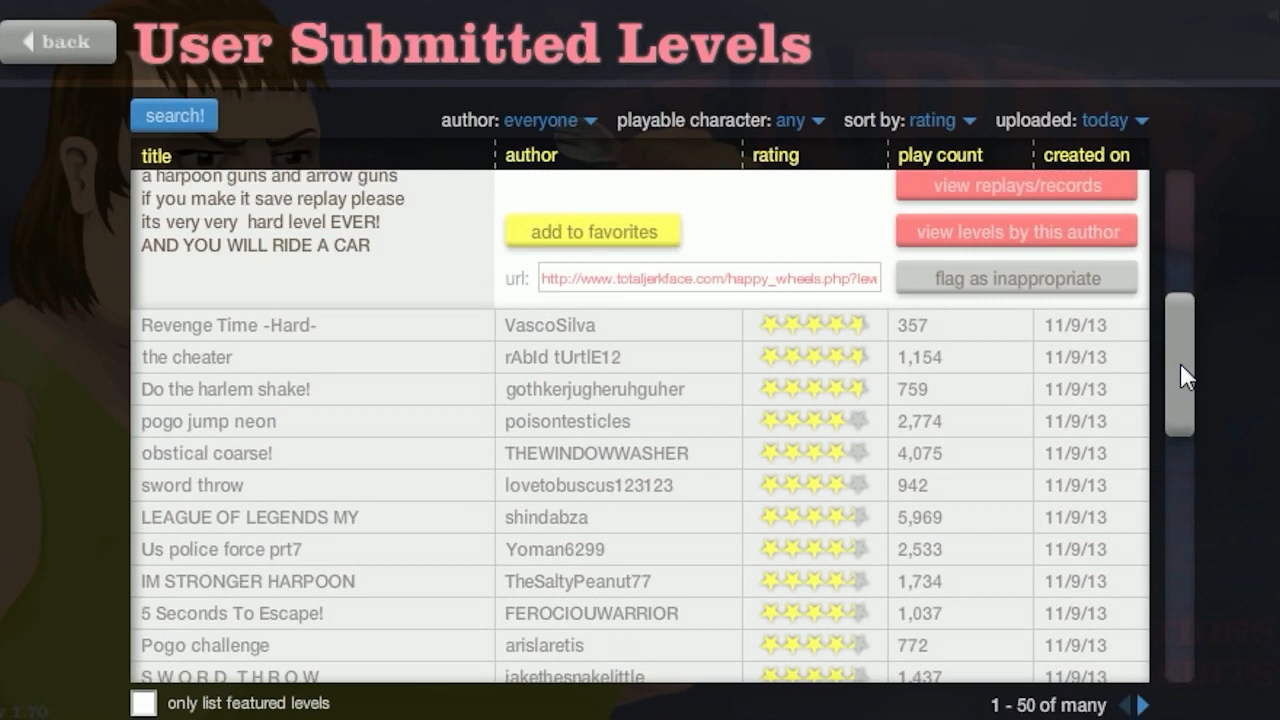 back
User Submitted Levels
search!
author: everyone playable character: any sort by: rating uploaded: today
title author rating play count created on
a harpoon guns and arrow guns
if you make it save replay please
its very very hard level EVER!
AND YOU WILL RIDE A CAR
view replays/records
add to favorites
view levels by this author
url: http://www.totaljerkface.com/happy_wheels.php?lev
flag as inappropriate
Revenge Time -Hard- VascoSilva 357 11/9/13
the cheater rAbId tUrtlE12 1,154 11/9/13
Do the harlem shake! gothkerjugheruhguher 759 11/9/13
pogo jump neon poisontesticles 2,774 11/9/13
obstical coarse! THEWINDOWWASHER 4,075 11/9/13
sword throw lovetobuscus123123 942 11/9/13
LEAGUE OF LEGENDS MY shindabza 5,969 11/9/13
Us police force prt7 Yoman6299 2,533 11/9/13
IM STRONGER HARPOON TheSaltyPeanut77 1,734 11/9/13
5 Seconds To Escape! FEROCIOUWARRIOR 1,037 11/9/13
Pogo challenge arislaretis 772 11/9/13
S W O R D T H R O W jakethesnakelittle 1,437 11/9/13
only list featured levels
1 - 50 of many